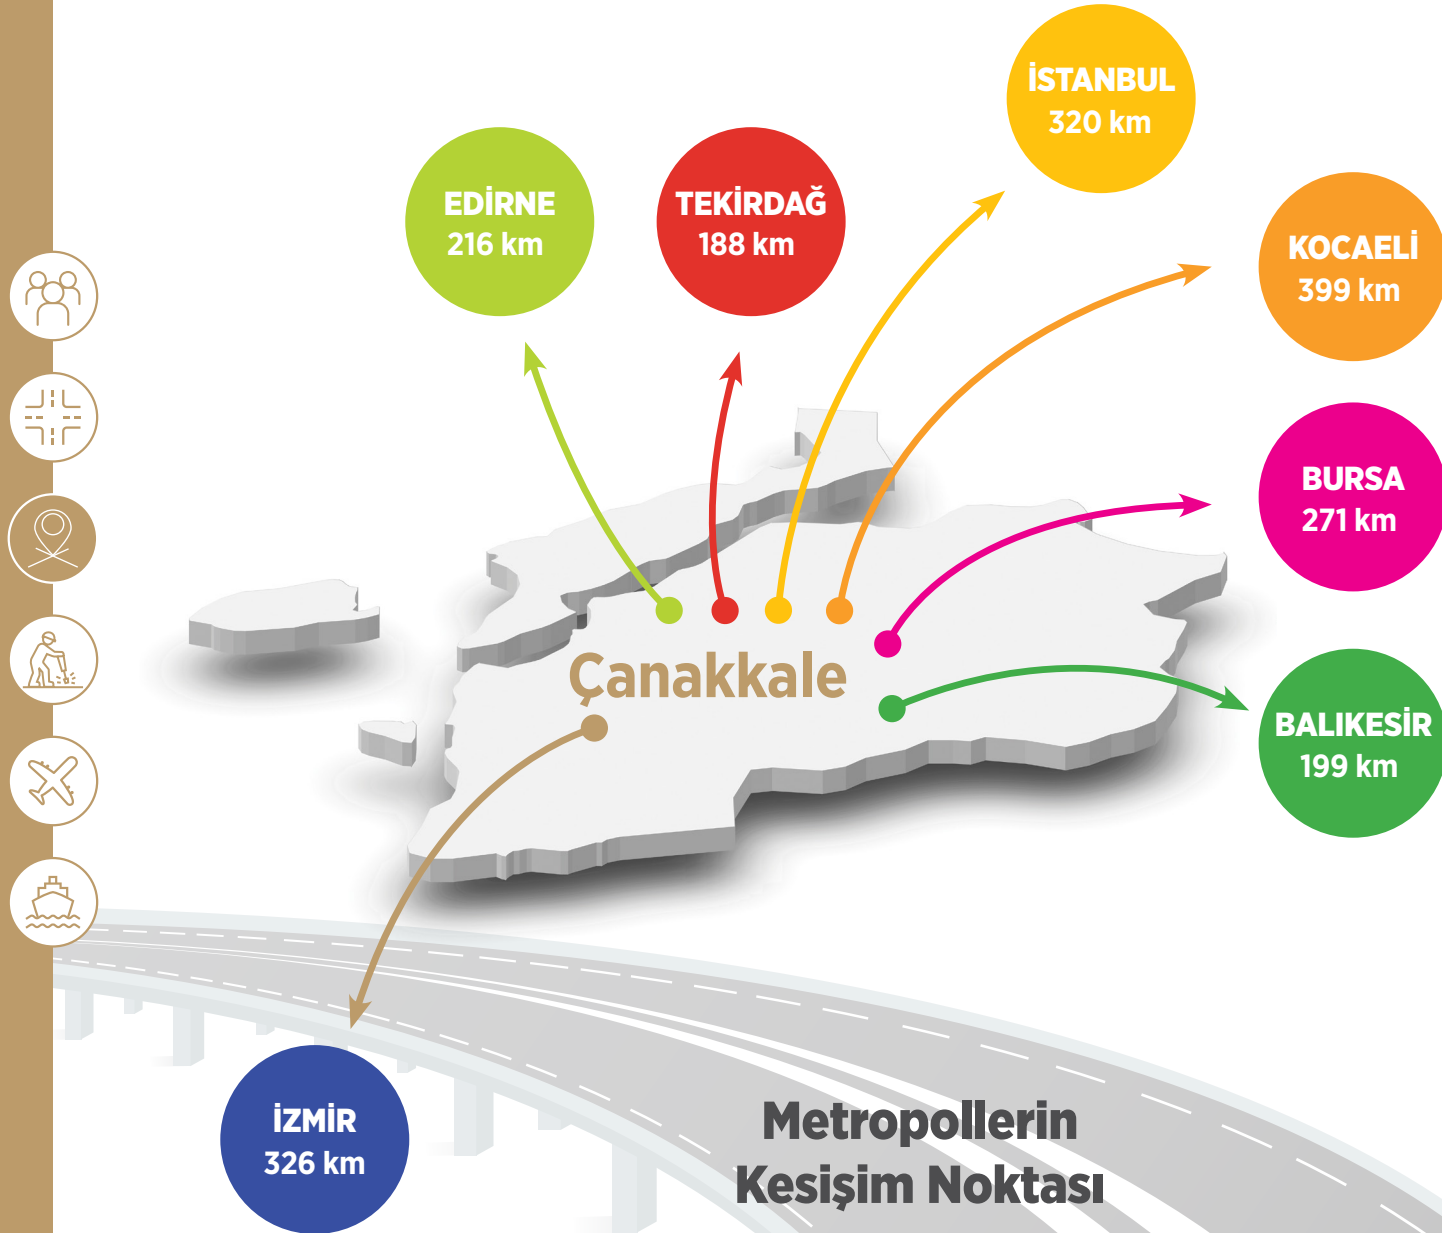 İSTANBUL
320 km
EDİRNE
216 km
TEKİRDAĞ
188 km
KOCAELİ
399 km
BURSA
271 km
Çanakkale
BALIKESİR
199 km
İZMİR
326 km
Metropollerin
Kesişim Noktası